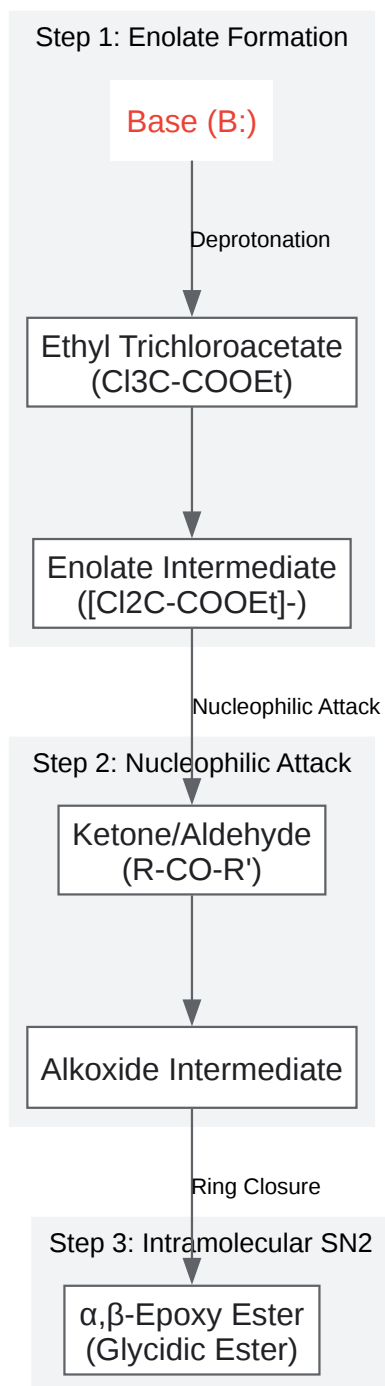 Step 1: Enolate Formation
Base (B:)
Deprotonation
Ethyl Trichloroacetate
(Cl3C-COOEt)
Enolate Intermediate
([Cl2C-COOEt]-)
Nucleophilic Attack
Step 2: Nucleophilic Attack
Ketone/Aldehyde
(R-CO-R')
Alkoxide Intermediate
Ring Closure
Step 3: Intramolecular SN2
α,β-Epoxy Ester
(Glycidic Ester)